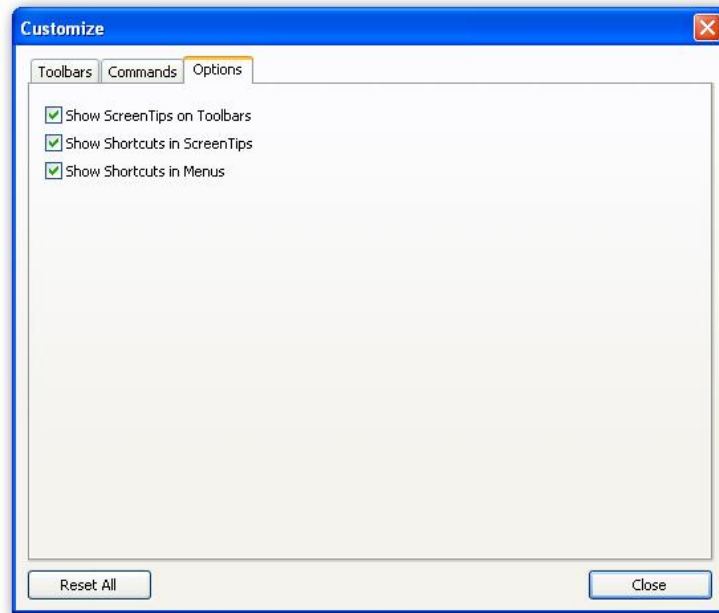 Customize
Toolbars Commands Options
Show ScreenTips on Toolbars
Show Shortcuts in ScreenTips
Show Shortcuts in Menus
Reset All Close